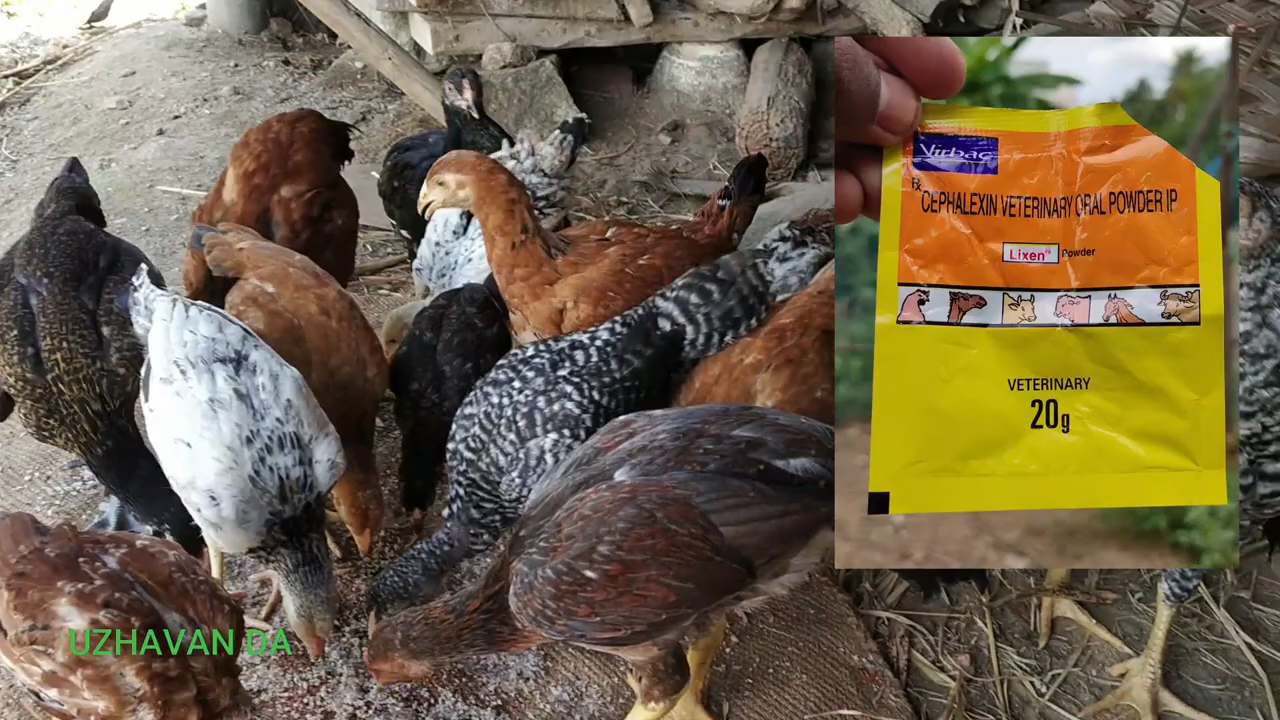 Virbac
Rx
CEPHALEXIN VETERINARY ORAL POWDER IP
Lixen Powder
VETERINARY
20g
UZHAVAN DA